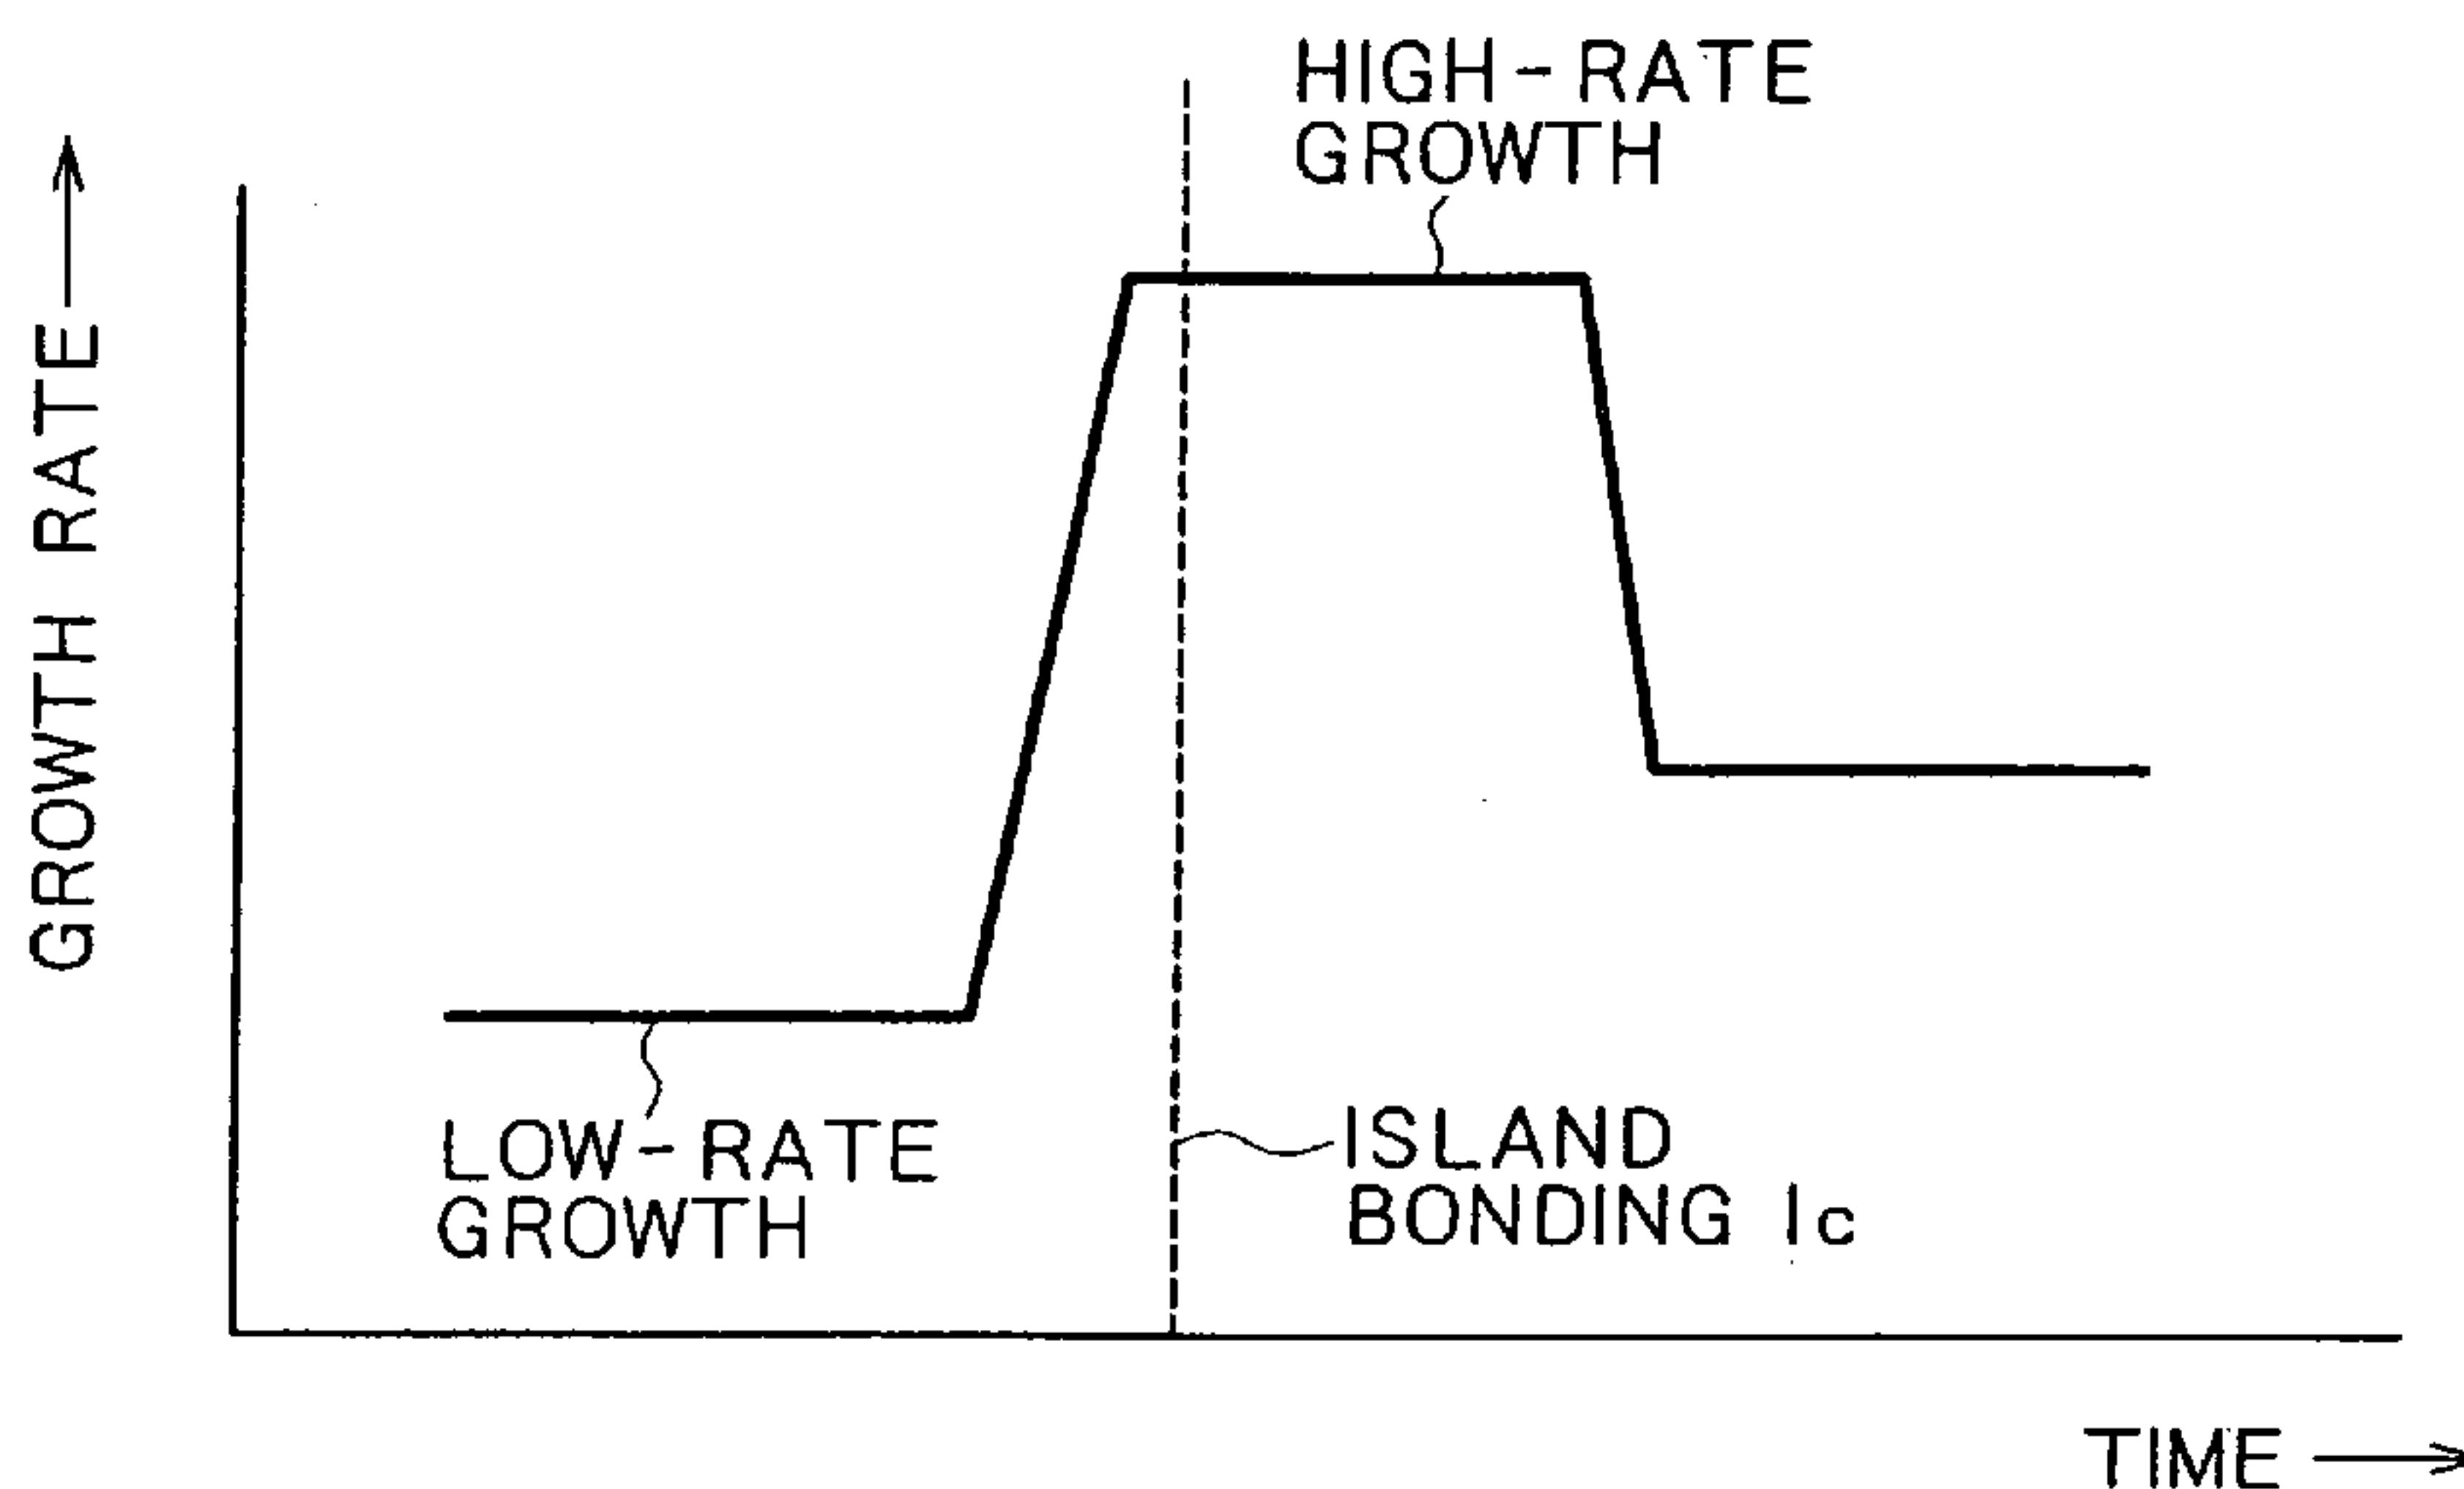 HIGH-RATE
GROWTH
GROWTH RATE
LOW-RATE
GROWTH
ISLAND
BONDING Ic
TIME